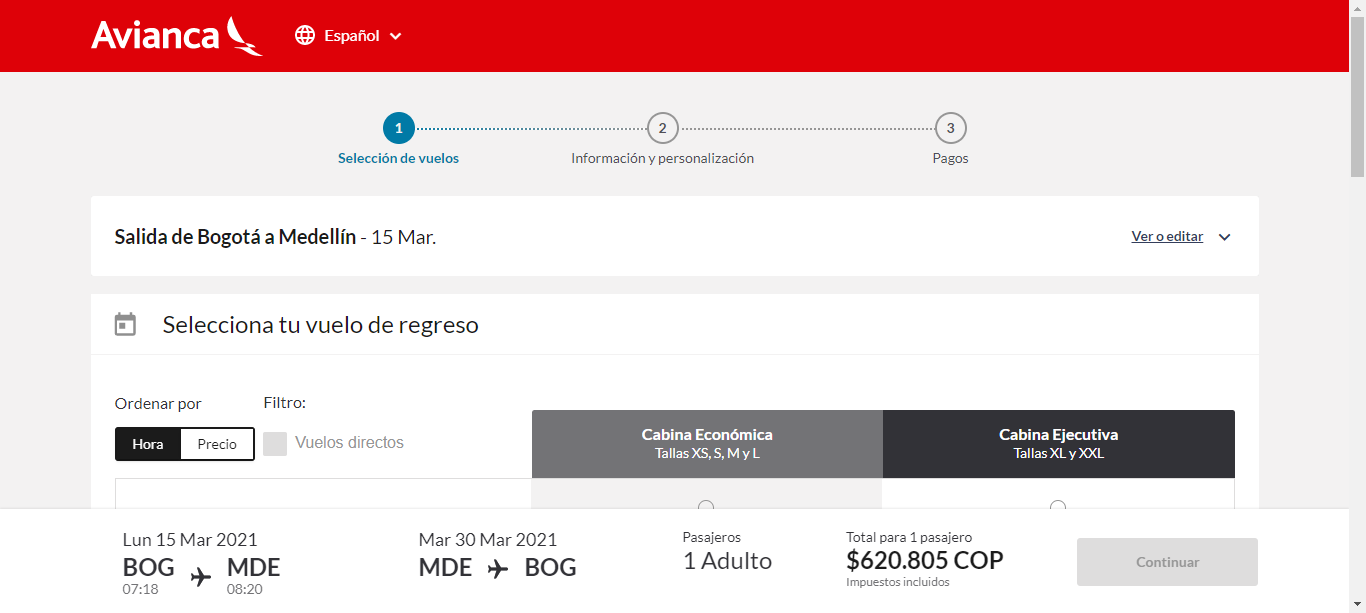 Avianca
Español
1
2
3
Selección de vuelos
Información y personalización
Pagos
Salida de Bogotá a Medellín - 15 Mar.
Ver o editar
Selecciona tu vuelo de regreso
Ordenar por
Filtro:
Hora
Precio
Vuelos directos
Cabina Económica
Tallas XS, S, M y L
Cabina Ejecutiva
Tallas XL y XXL
Lun 15 Mar 2021
BOG MDE
07:18 08:20
Mar 30 Mar 2021
MDE BOG
Pasajeros
1 Adulto
Total para 1 pasajero
$620.805 COP
Impuestos incluidos
Continuar